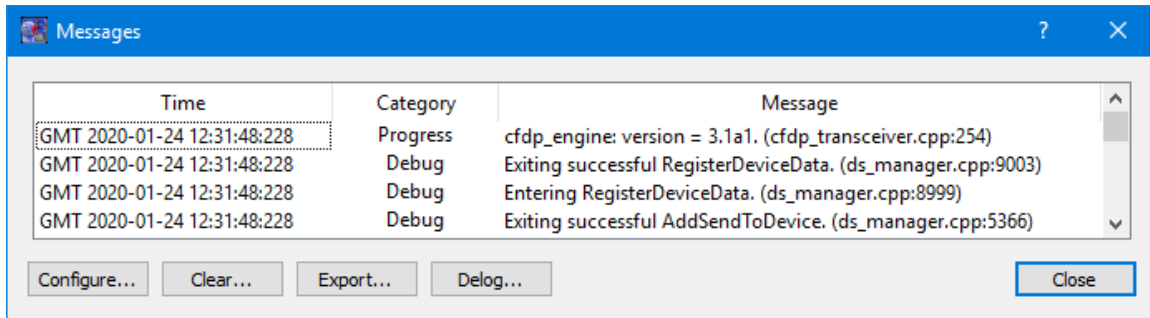 Messages
?
Time Category Message
GMT 2020-01-24 12:31:48:228 Progress cfdp_engine: version = 3.1a1. (cfdp_transceiver.cpp:254)
GMT 2020-01-24 12:31:48:228 Debug Exiting successful RegisterDeviceData. (ds_manager.cpp:9003)
GMT 2020-01-24 12:31:48:228 Debug Entering RegisterDeviceData. (ds_manager.cpp:8999)
GMT 2020-01-24 12:31:48:228 Debug Exiting successful AddSendToDevice. (ds_manager.cpp:5366)
Configure... Clear... Export... Delog... Close